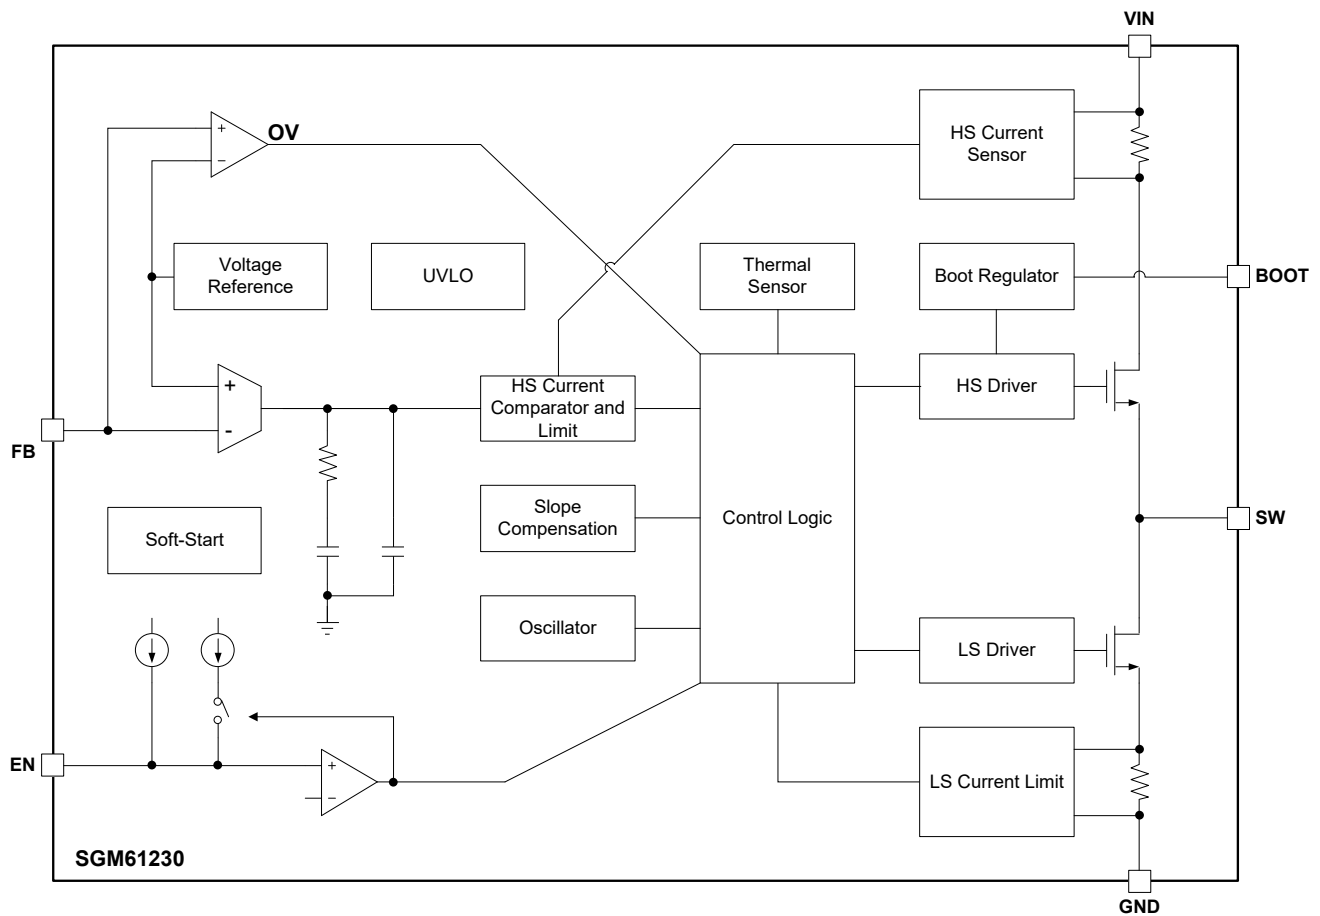 VIN
+
OV
−
HS Current
Sensor
Voltage
Reference
UVLO
Thermal
Sensor
Boot Regulator
BOOT
+
-
HS Current
Comparator and
Limit
HS Driver
FB
Slope
Compensation
Control Logic
SW
Soft-Start
Oscillator
LS Driver
EN
+
−
LS Current Limit
SGM61230
GND